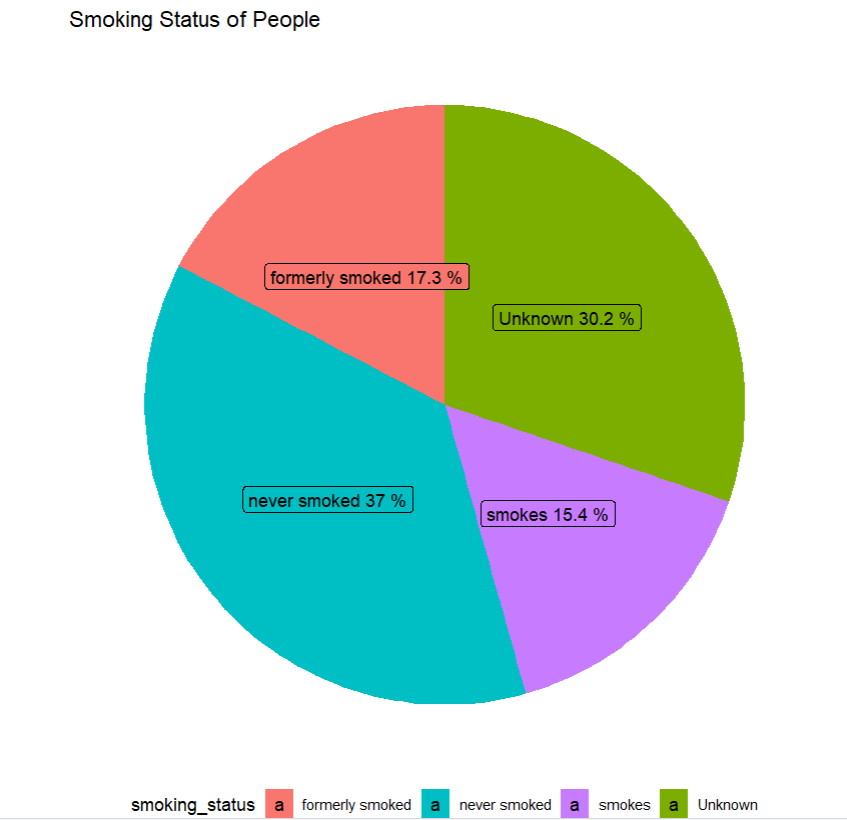 Smoking Status of People
formerly smoked 17.3 %
Unknown 30.2 %
never smoked 37 %
smokes 15.4 %
smoking_status a formerly smoked a never smoked a smokes a Unknown